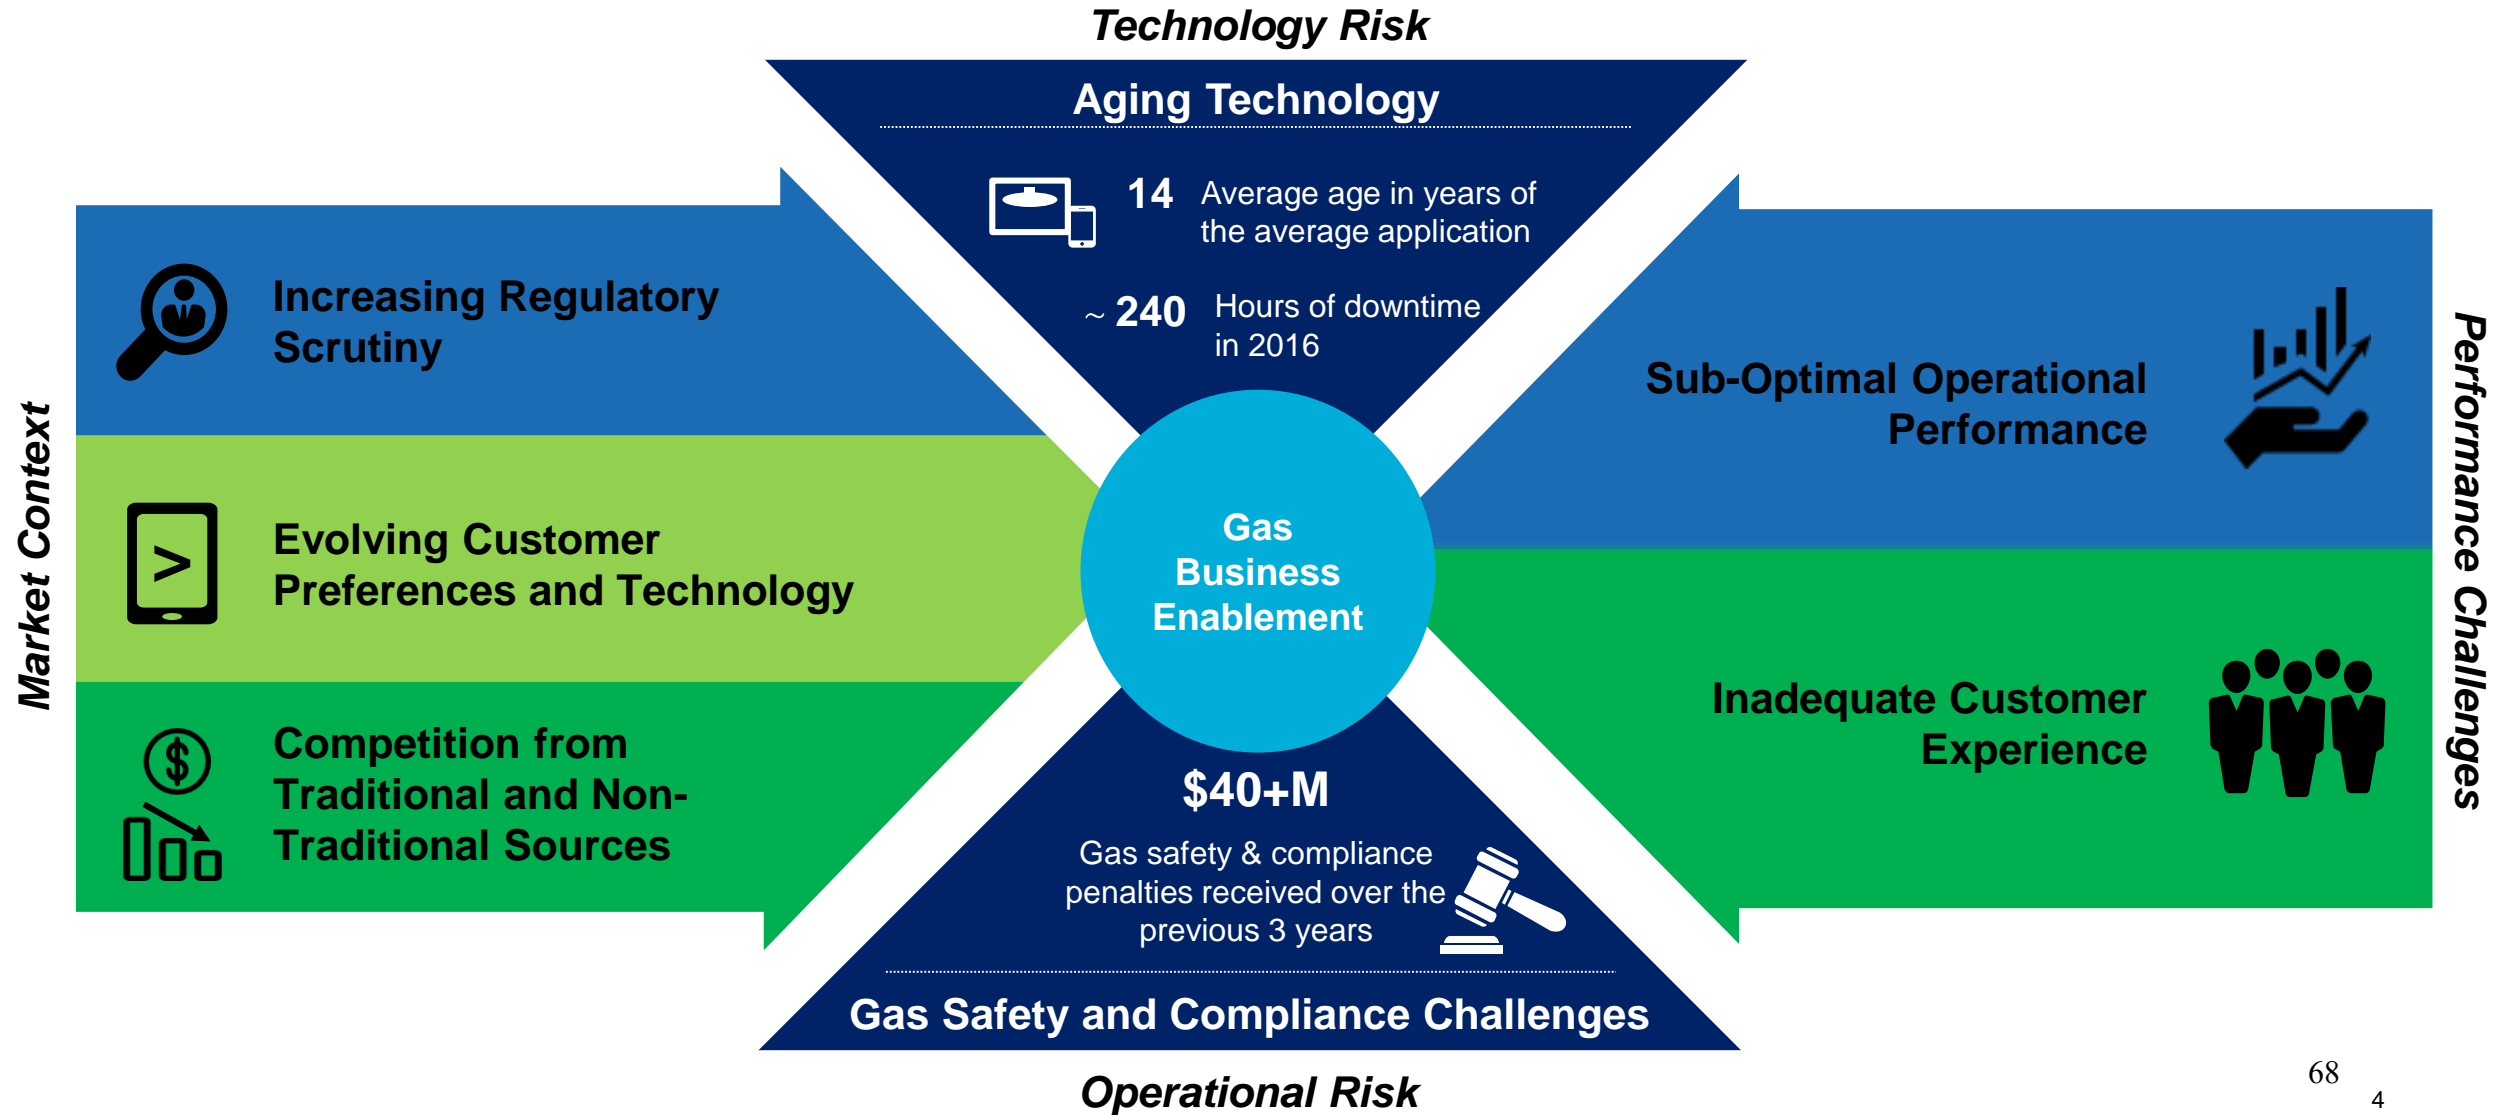 Technology Risk
Aging Technology
14 Average age in years of
the average application
~ 240 Hours of downtime
in 2016
Market Context
Increasing Regulatory
Scrutiny
Evolving Customer
Preferences and Technology
>
Competition from
Traditional and Non-
Traditional Sources
$
Gas
Business
Enablement
Sub-Optimal Operational
Performance
Inadequate Customer
Experience
Performance Challenges
$40+M
Gas safety & compliance
penalties received over the
previous 3 years
Gas Safety and Compliance Challenges
Operational Risk
68
4